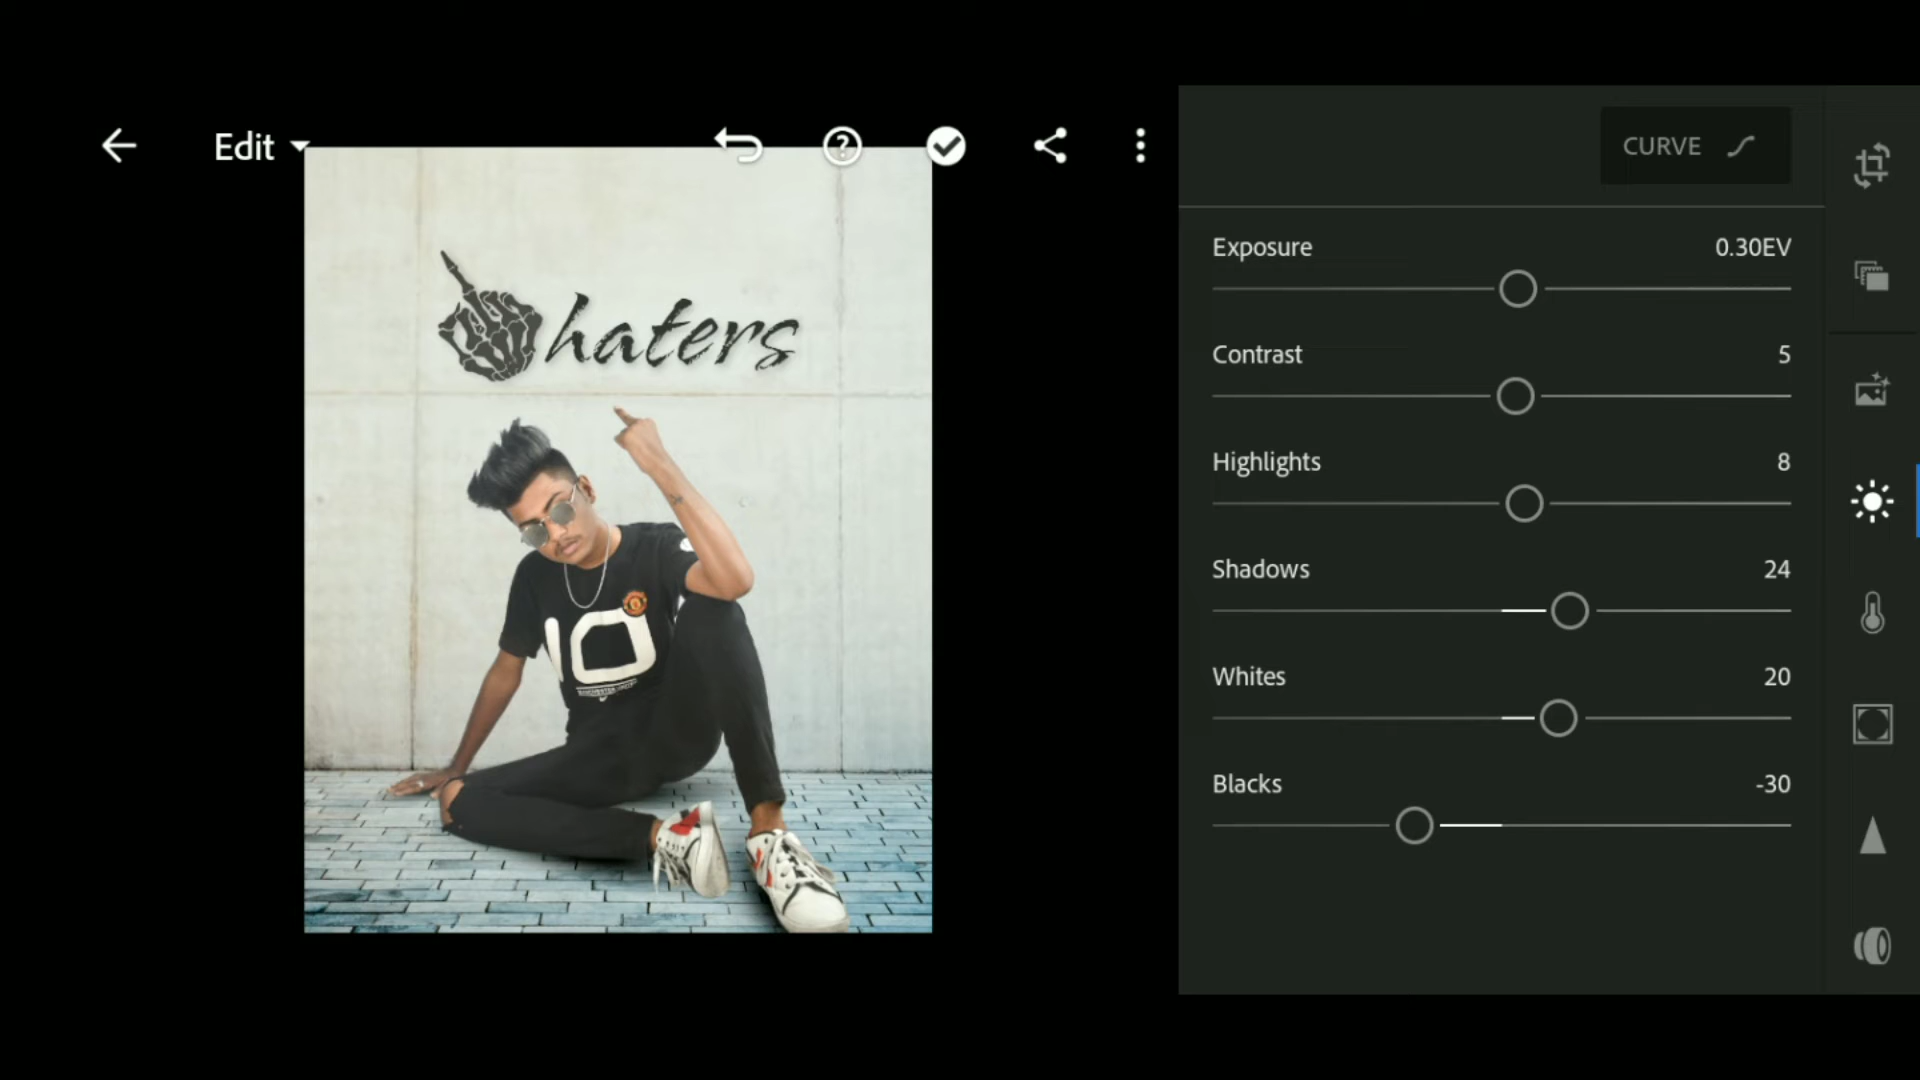 Edit
CURVE
Exposure 0.30EV
Contrast 5
Highlights 8
Shadows 24
Whites 20
Blacks -30
haters
10